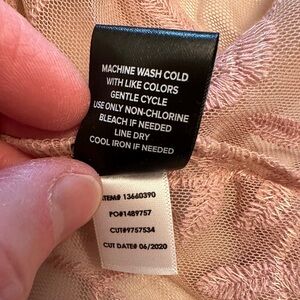 MACHINE WASH COLD
WITH LIKE COLORS
GENTLE CYCLE
USE ONLY NON-CHLORINE
BLEACH IF NEEDED
LINE DRY
COOL IRON IF NEEDED
ITEM# 13660390
PO#1489757
CUT#9757534
CUT DATE# 06/2020